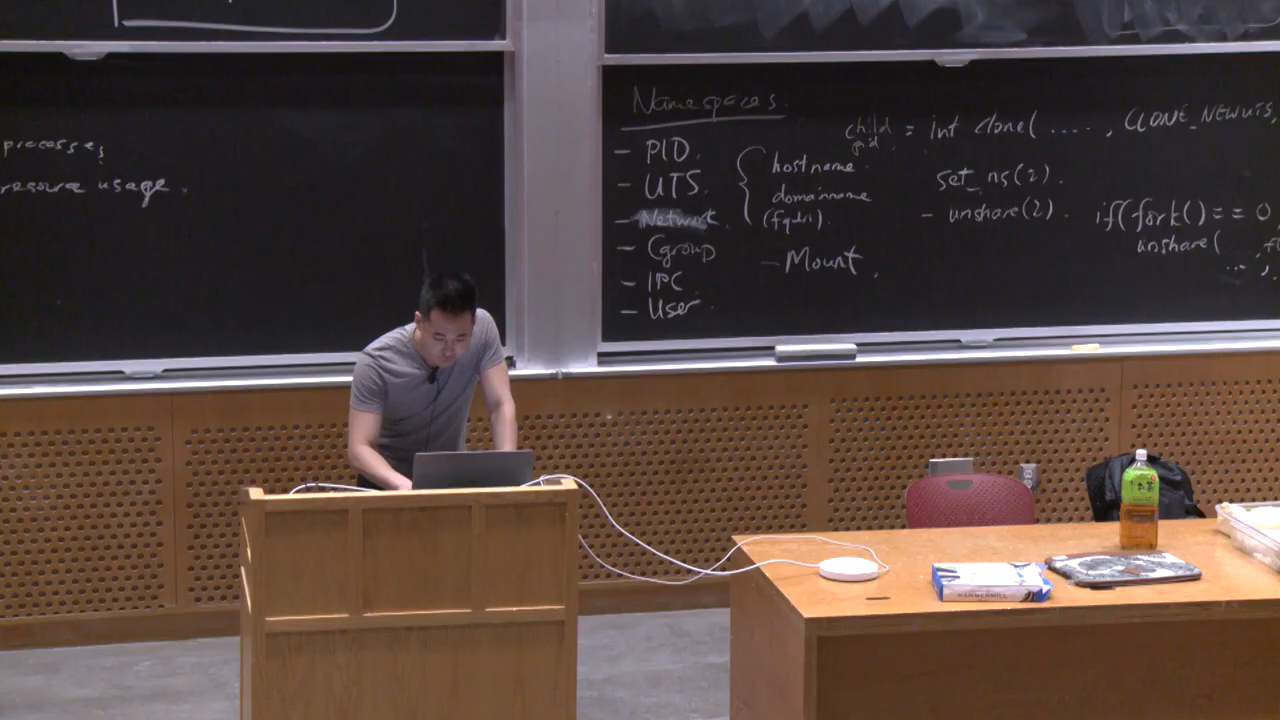 processes
resource usage.
Namespaces.
- PID.
- UTS.
- Network.
- Cgroup
- IPC
- User.
{ hostname.
domainname
(fqdn).
- Mount.
child pid. = int clone( ...., CLONE_NEWUTS,
set_ns(2).
- unshare(2).
if(fork() == 0
unshare(
...,
HAMMERMILL